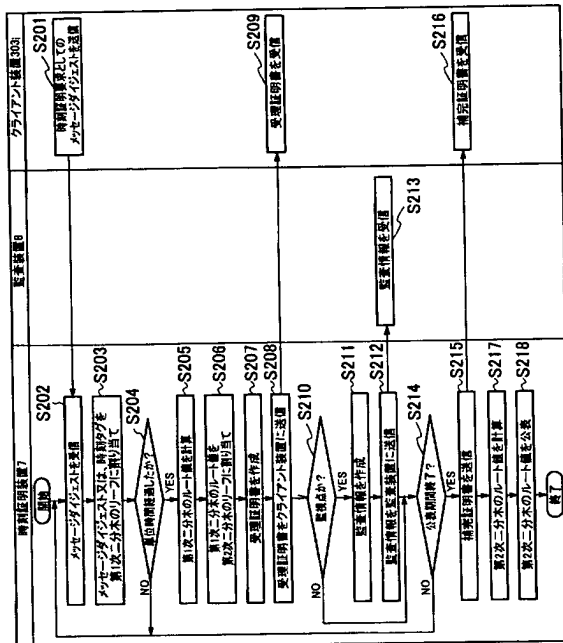 時刻証明装置7
監査装置8
クライアント装置303i
開始
S201
時刻証明要求としての
メッセージダイジェストを送信
S202
メッセージダイジェストを受信
S203
メッセージダイジェスト又は、時刻タグを
第1次二分木のリーフに割り当て
S204
単位時間経過したか?
NO
YES
S205
第1次二分木のルート値を計算
S206
第1次二分木のルート値を
第2次二分木のリーフに割り当て
S207
受理証明書を作成
S208
受理証明書をクライアント装置に送信
S209
受理証明書を受信
S210
監視点か?
NO
YES
S211
監査情報を作成
S212
監査情報を監査装置に送信
S213
監査情報を受信
S214
公表期間終了?
NO
YES
S215
補完証明書を送信
S216
補完証明書を受信
S217
第2次二分木のルート値を計算
S218
第2次二分木のルート値を公表
終了